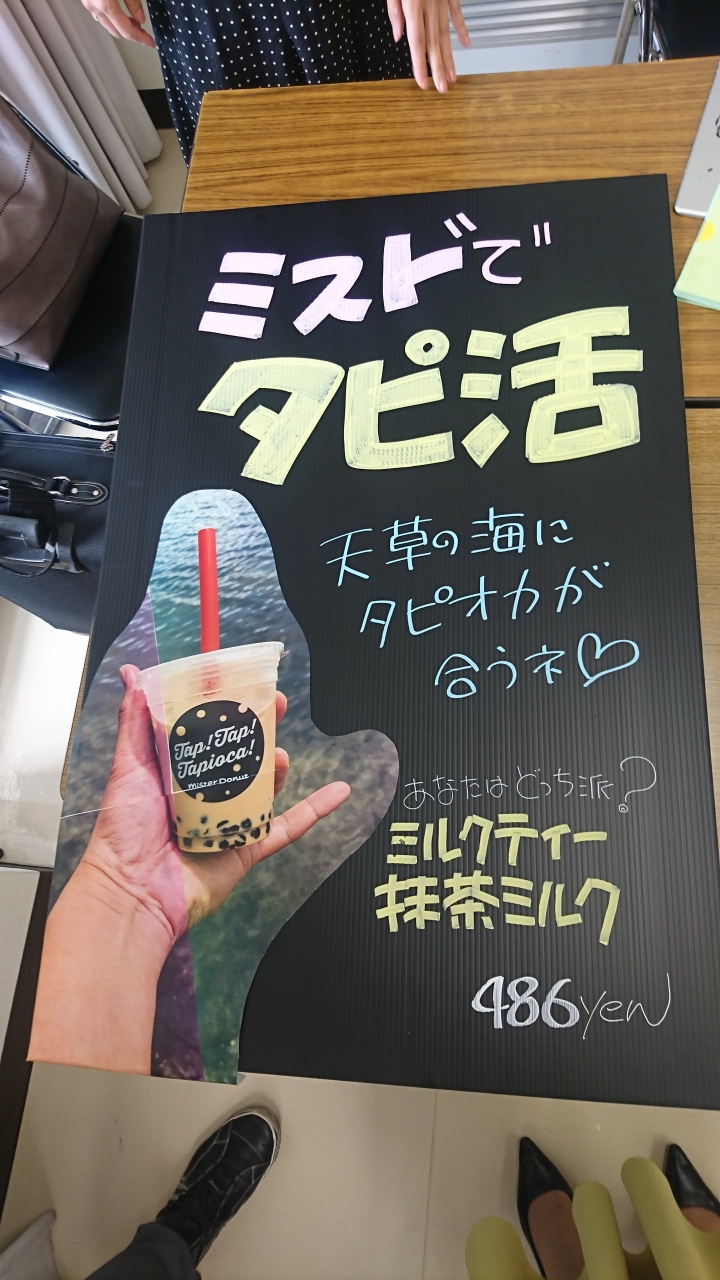 ミスドで
タピ活
天草の海に
タピオカが
合うネ♡
Tap! Tap!
Tapioca!
Mister Donut
あなたはどっち派?
ミルクティー
抹茶ミルク
486yen